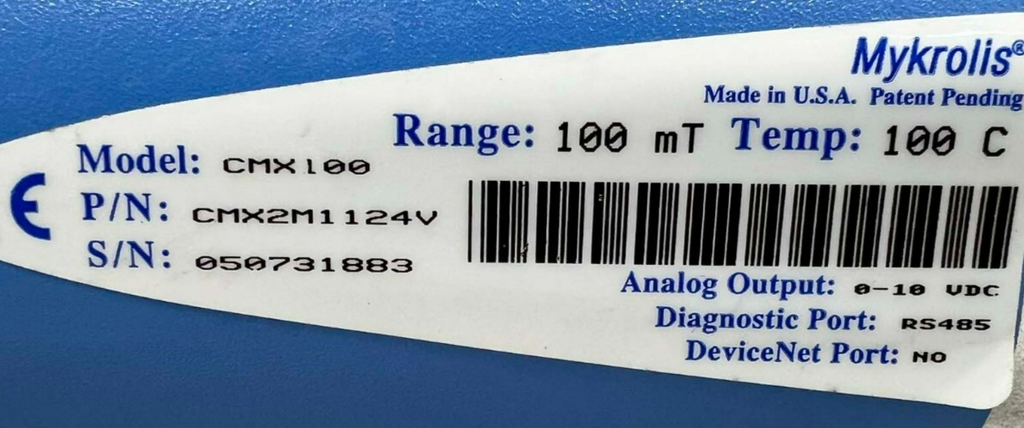 Mykrolis®
Made in U.S.A. Patent Pending
Range: 100 mT Temp: 100 C
Model: CMX100
P/N: CMX2M1124V
S/N: 050731883
Analog Output: 0-10 VDC
Diagnostic Port: RS485
DeviceNet Port: NO
CE